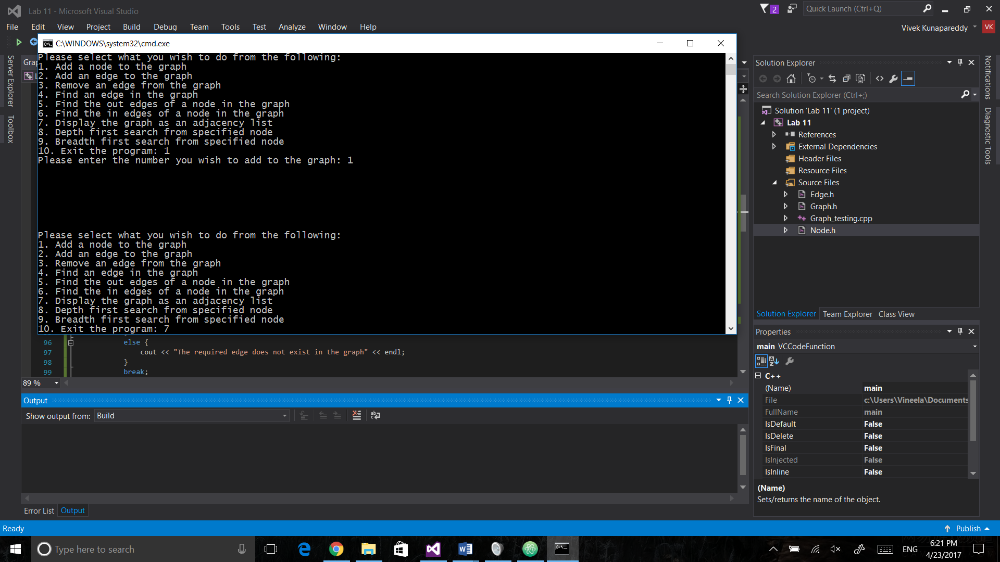 Lab 11 - Microsoft Visual Studio
2
Quick Launch (Ctrl+Q)
File Edit View Project Build Debug Team Tools Test Analyze Window Help
Vivek Kunapareddy
VK
C:\WINDOWS\system32\cmd.exe
Please select what you wish to do from the following:
1. Add a node to the graph
2. Add an edge to the graph
3. Remove an edge from the graph
4. Find an edge in the graph
5. Find the out edges of a node in the graph
6. Find the in edges of a node in the graph
7. Display the graph as an adjacency list
8. Depth first search from specified node
9. Breadth first search from specified node
10. Exit the program: 1
Please enter the number you wish to add to the graph: 1
Please select what you wish to do from the following:
1. Add a node to the graph
2. Add an edge to the graph
3. Remove an edge from the graph
4. Find an edge in the graph
5. Find the out edges of a node in the graph
6. Find the in edges of a node in the graph
7. Display the graph as an adjacency list
8. Depth first search from specified node
9. Breadth first search from specified node
10. Exit the program: 7
Server Explorer
Toolbox
Grap
96 else {
97 cout << "The required edge does not exist in the graph" << endl;
98 }
99 break;
89 %
Output
Show output from: Build
Error List Output
Solution Explorer
Search Solution Explorer (Ctrl+;)
Solution 'Lab 11' (1 project)
Lab 11
References
External Dependencies
Header Files
Resource Files
Source Files
Edge.h
Graph.h
Graph_testing.cpp
Node.h
Solution Explorer Team Explorer Class View
Properties
main VCCodeFunction
C++
(Name) main
File c:\Users\Vineela\Documents
FullName main
IsDefault False
IsDelete False
IsFinal False
IsInjected False
IsInline False
(Name)
Sets/returns the name of the object.
Notifications
Diagnostic Tools
Ready
Publish
Type here to search
ENG
6:21 PM
4/23/2017